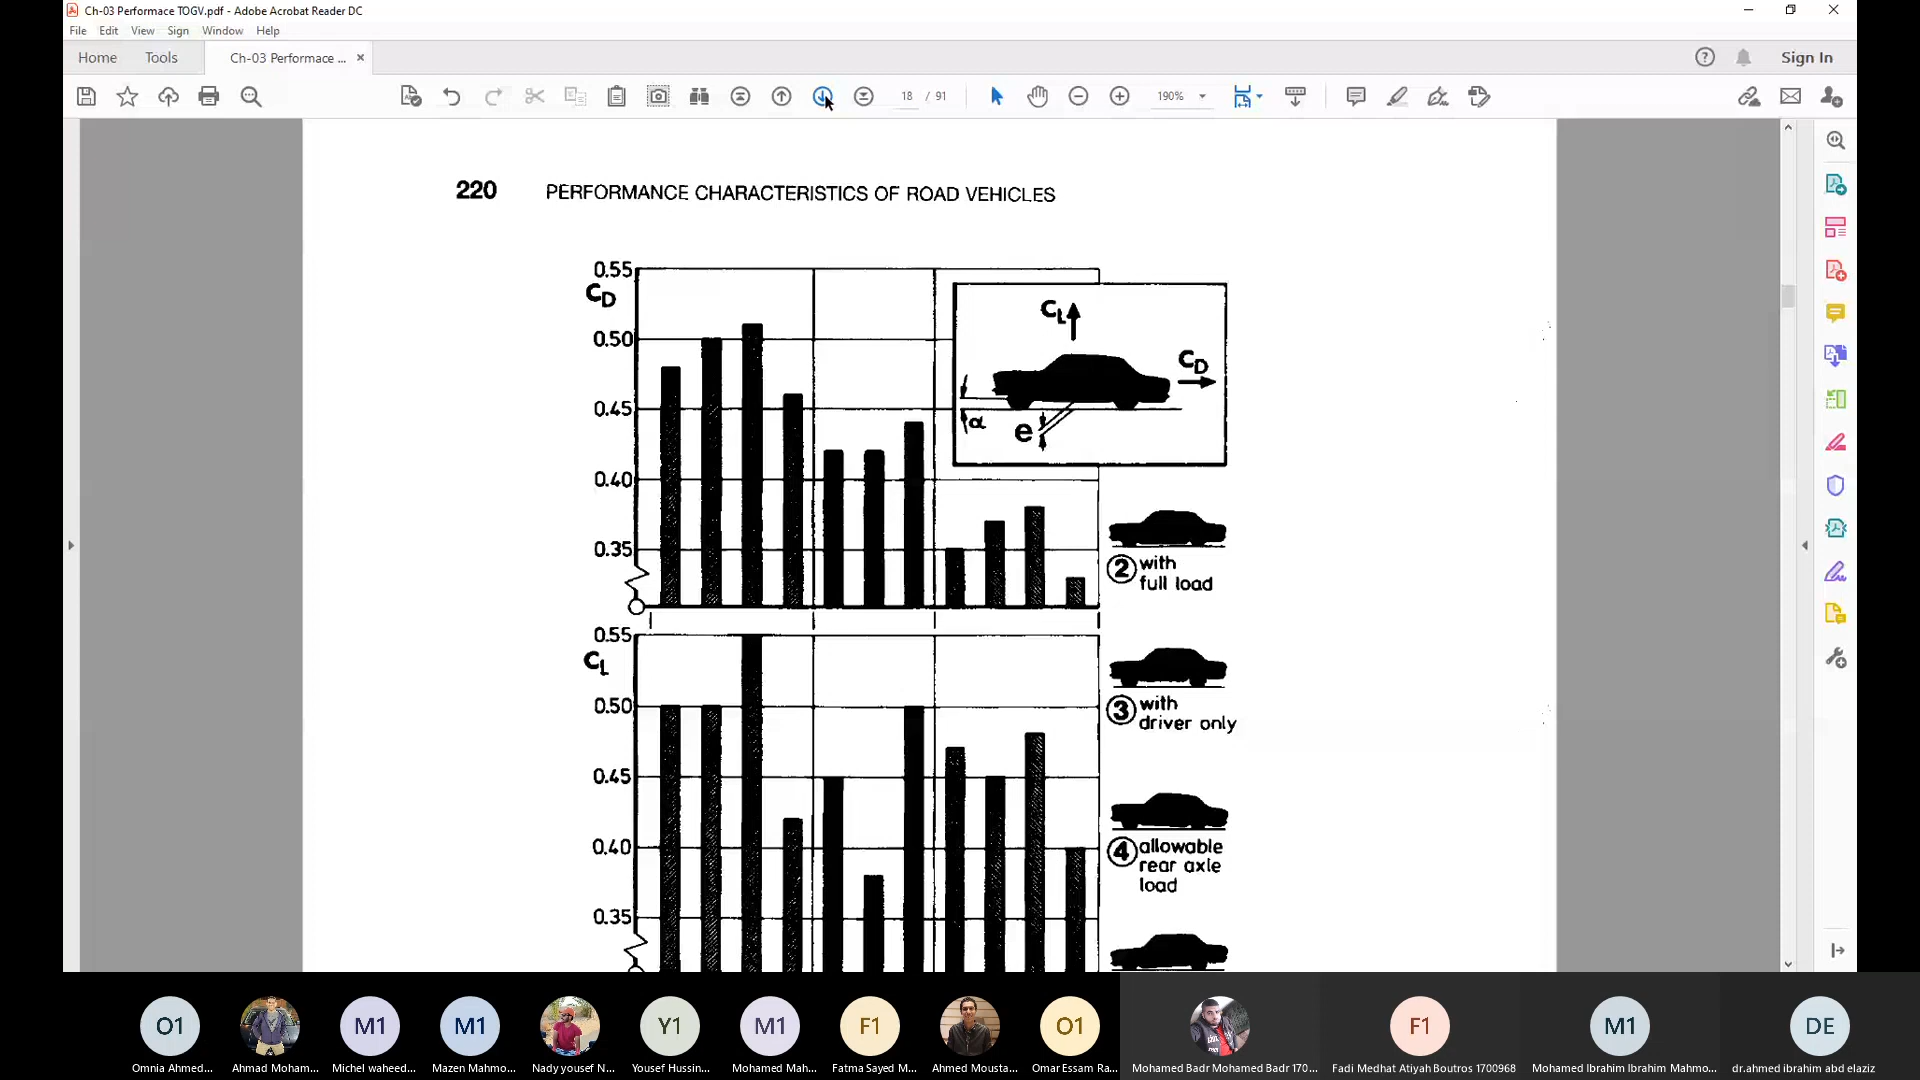 Ch-03 Performace TOGV.pdf - Adobe Acrobat Reader DC
File Edit View Sign Window Help
Home Tools Ch-03 Performace ... Sign In
18 / 91 190%
220 PERFORMANCE CHARACTERISTICS OF ROAD VEHICLES
0.55
CD
0.50
0.45
0.40
0.35
CL
CD
α
e
2 with
full load
0.55
CL
0.50
0.45
0.40
0.35
3 with
driver only
4 allowable
rear axle
load
O1 M1 M1 Y1 M1 F1 O1 F1 M1 DE
Omnia Ahmed... Ahmad Moham... Michel waheed... Mazen Mahmo... Nady yousef N... Yousef Hussin... Mohamed Mah... Fatma Sayed M... Ahmed Mousta... Omar Essam Ra... Mohamed Badr Mohamed Badr 170... Fadi Medhat Atiyah Boutros 1700968 Mohamed Ibrahim Ibrahim Mahmo... dr.ahmed ibrahim abd elaziz